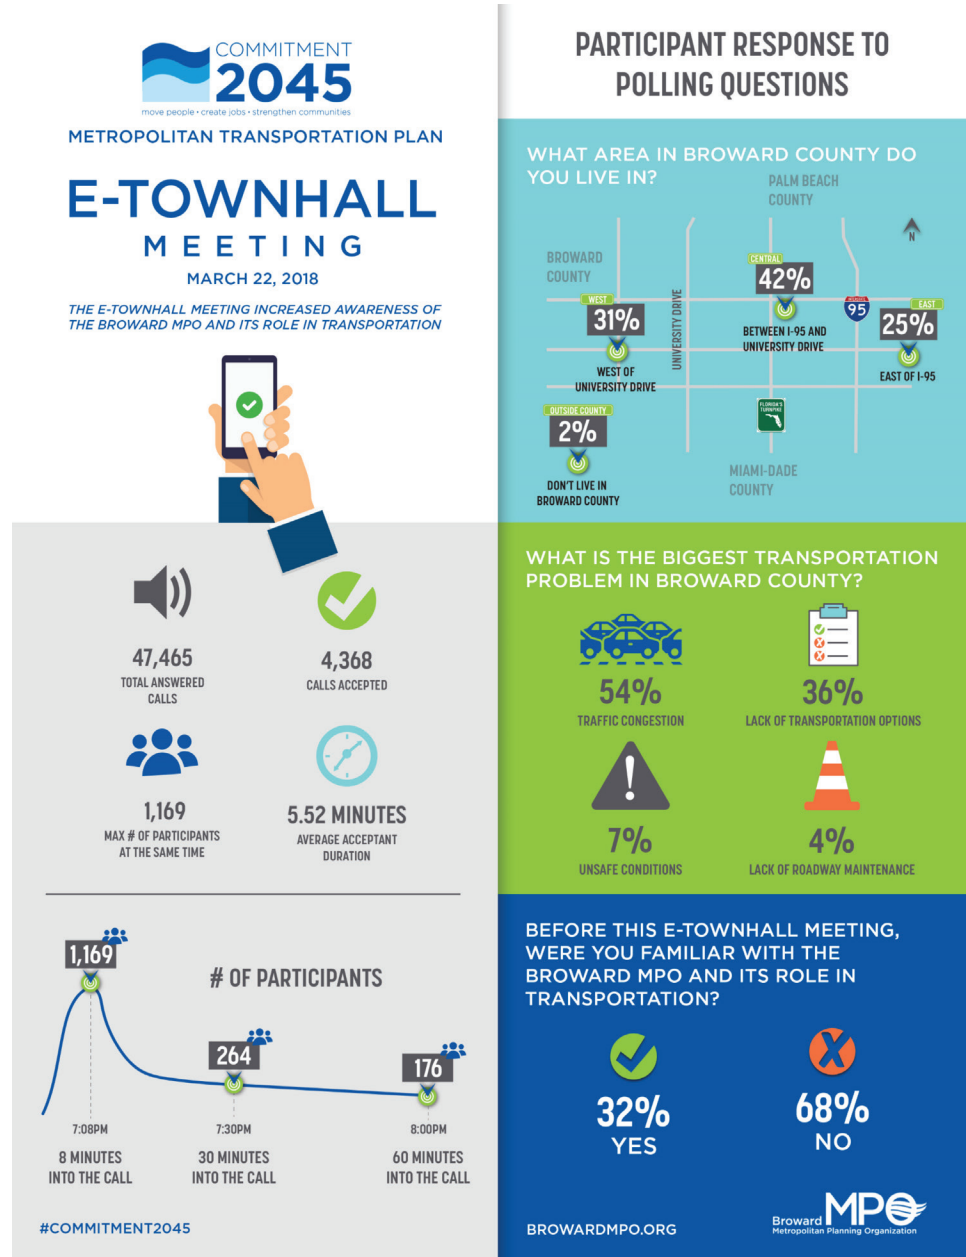 COMMITMENT
2045
move people • create jobs • strengthen communities
METROPOLITAN TRANSPORTATION PLAN
E-TOWNHALL
MEETING
MARCH 22, 2018
THE E-TOWNHALL MEETING INCREASED AWARENESS OF
THE BROWARD MPO AND ITS ROLE IN TRANSPORTATION
47,465
TOTAL ANSWERED
CALLS
4,368
CALLS ACCEPTED
1,169
MAX # OF PARTICIPANTS
AT THE SAME TIME
5.52 MINUTES
AVERAGE ACCEPTANT
DURATION
# OF PARTICIPANTS
1,169
264
176
7:08PM
7:30PM
8:00PM
8 MINUTES
INTO THE CALL
30 MINUTES
INTO THE CALL
60 MINUTES
INTO THE CALL
#COMMITMENT2045
PARTICIPANT RESPONSE TO
POLLING QUESTIONS
WHAT AREA IN BROWARD COUNTY DO
YOU LIVE IN?
PALM BEACH
COUNTY
N
BROWARD
COUNTY
CENTRAL
42%
BETWEEN I-95 AND
UNIVERSITY DRIVE
WEST
31%
WEST OF
UNIVERSITY DRIVE
UNIVERSITY DRIVE
INTERSTATE
95
EAST
25%
EAST OF I-95
FLORIDA'S
TURNPIKE
OUTSIDE COUNTY
2%
DON'T LIVE IN
BROWARD COUNTY
MIAMI-DADE
COUNTY
WHAT IS THE BIGGEST TRANSPORTATION
PROBLEM IN BROWARD COUNTY?
54%
TRAFFIC CONGESTION
36%
LACK OF TRANSPORTATION OPTIONS
7%
UNSAFE CONDITIONS
4%
LACK OF ROADWAY MAINTENANCE
BEFORE THIS E-TOWNHALL MEETING,
WERE YOU FAMILIAR WITH THE
BROWARD MPO AND ITS ROLE IN
TRANSPORTATION?
32%
YES
68%
NO
BROWARDMPO.ORG
Broward MPO
Metropolitan Planning Organization